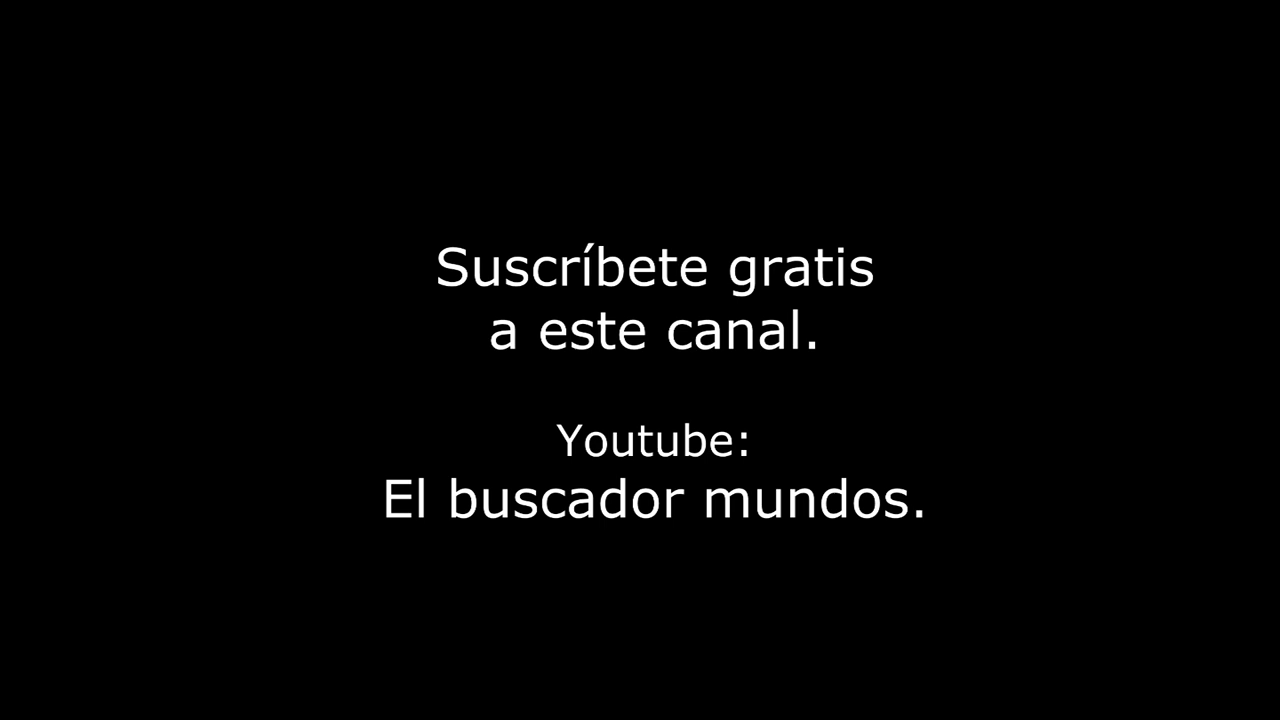 Suscríbete gratis
a este canal.
Youtube:
El buscador mundos.